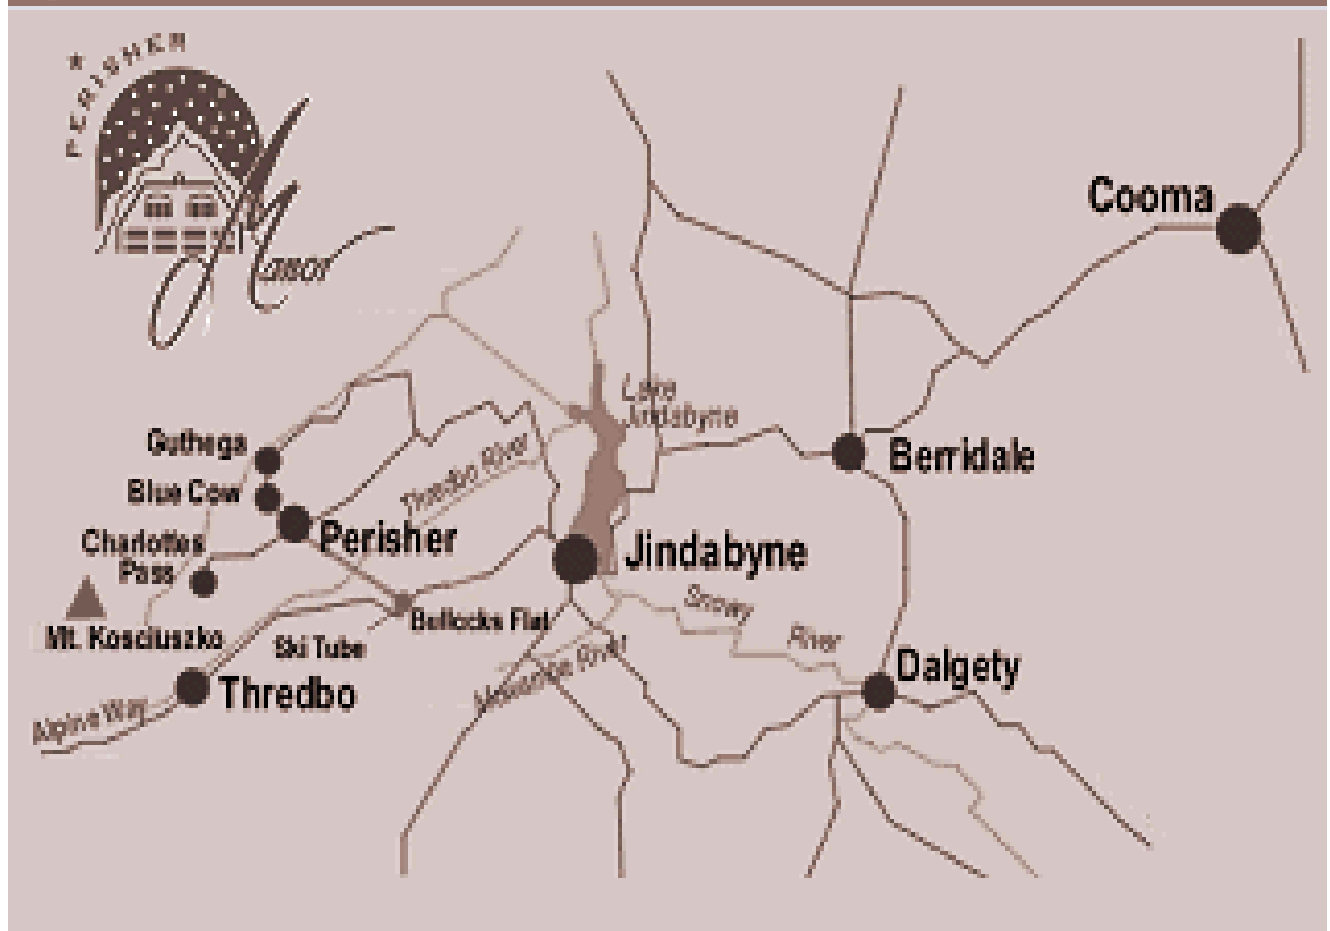 PERISHER
Manor
Cooma
Lake
Jindabyne
Guthega
Thredbo River
Berridale
Blue Cow
Perisher
Charlottes
Pass
Jindabyne
Snowy
River
Bullocks Flat
Mt. Kosciuszko
Ski Tube
Dalgety
Thredbo
Alpine Way
River